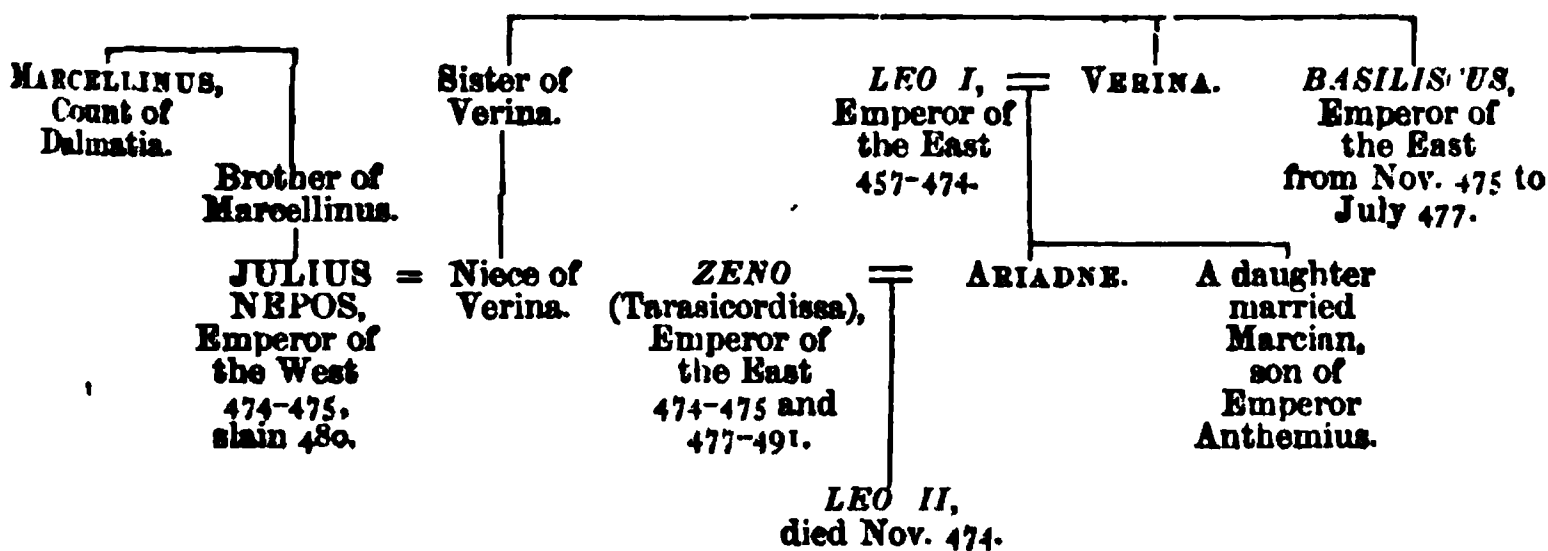 MARCELLINUS,
Count of
Dalmatia.
Brother of
Marcellinus.
JULIUS
NEPOS,
Emperor of
the West
474-475,
slain 480.
=
Sister of
Verina.
Niece of
Verina.
LEO I,
Emperor of
the East
457-474.
=
VERINA.
BASILISCUS,
Emperor of
the East
from Nov. 475 to
July 477.
ZENO
(Tarasicordissa),
Emperor of
the East
474-475 and
477-491.
=
ARIADNE.
A daughter
married
Marcian,
son of
Emperor
Anthemius.
LEO II,
died Nov. 474.